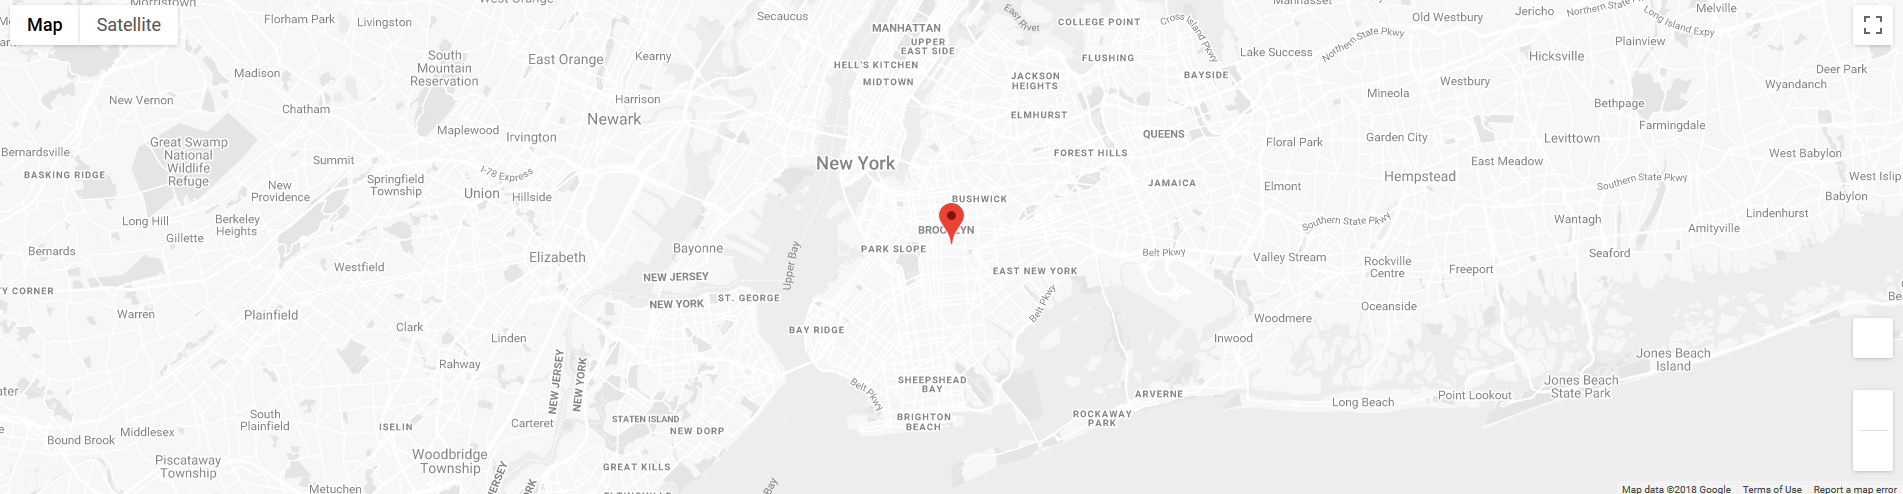 Map
Satellite
Morristown
West Orange
Florham Park
Livingston
Secaucus
MANHATTAN
UPPER
EAST SIDE
East River
COLLEGE POINT
Cross Island Pkwy
Manhasset
Old Westbury
Jericho
Northern State Pkwy
Long Island Expy
Melville
Plainview
Northern State Pkwy
Lake Success
Hicksville
South
Mountain
Reservation
East Orange
Kearny
HELL'S KITCHEN
MIDTOWN
FLUSHING
JACKSON
HEIGHTS
BAYSIDE
Madison
Westbury
Deer Park
Wyandanch
New Vernon
Chatham
Harrison
Newark
ELMHURST
Mineola
Bethpage
Farmingdale
Maplewood
Irvington
QUEENS
Floral Park
Garden City
Levittown
Great Swamp
National
Wildlife
Refuge
Bernardsville
BASKING RIDGE
Summit
New York
FOREST HILLS
East Meadow
West Babylon
I-78 Express
Springfield
Township
New
Providence
Union
Hillside
JAMAICA
Elmont
Hempstead
Southern State Pkwy
West Islip
Babylon
BUSHWICK
Long Hill
Berkeley
Heights
Gillette
Southern State Pkwy
Wantagh
Lindenhurst
Amityville
BROOKLYN
PARK SLOPE
Bernards
Bayonne
Upper Bay
Westfield
Elizabeth
Belt Pkwy
Valley Stream
Rockville
Centre
Freeport
Seaford
NEW JERSEY
NEW YORK
ST. GEORGE
EAST NEW YORK
Belt Pkwy
TY CORNER
Warren
Plainfield
Clark
Linden
BAY RIDGE
Oceanside
Woodmere
Inwood
Rahway
NEW JERSEY
NEW YORK
Belt Pkwy
SHEEPSHEAD
BAY
Jones Beach
Island
Jones Beach
State Park
Point Lookout
Long Beach
ARVERNE
ROCKAWAY
PARK
BRIGHTON
BEACH
STATEN ISLAND
NEW DORP
South
Plainfield
ISELIN
Carteret
Bound Brook
Middlesex
Woodbridge
Township
Piscataway
Township
GREAT KILLS
Metuchen
Map data ©2018 Google
Terms of Use
Report a map error